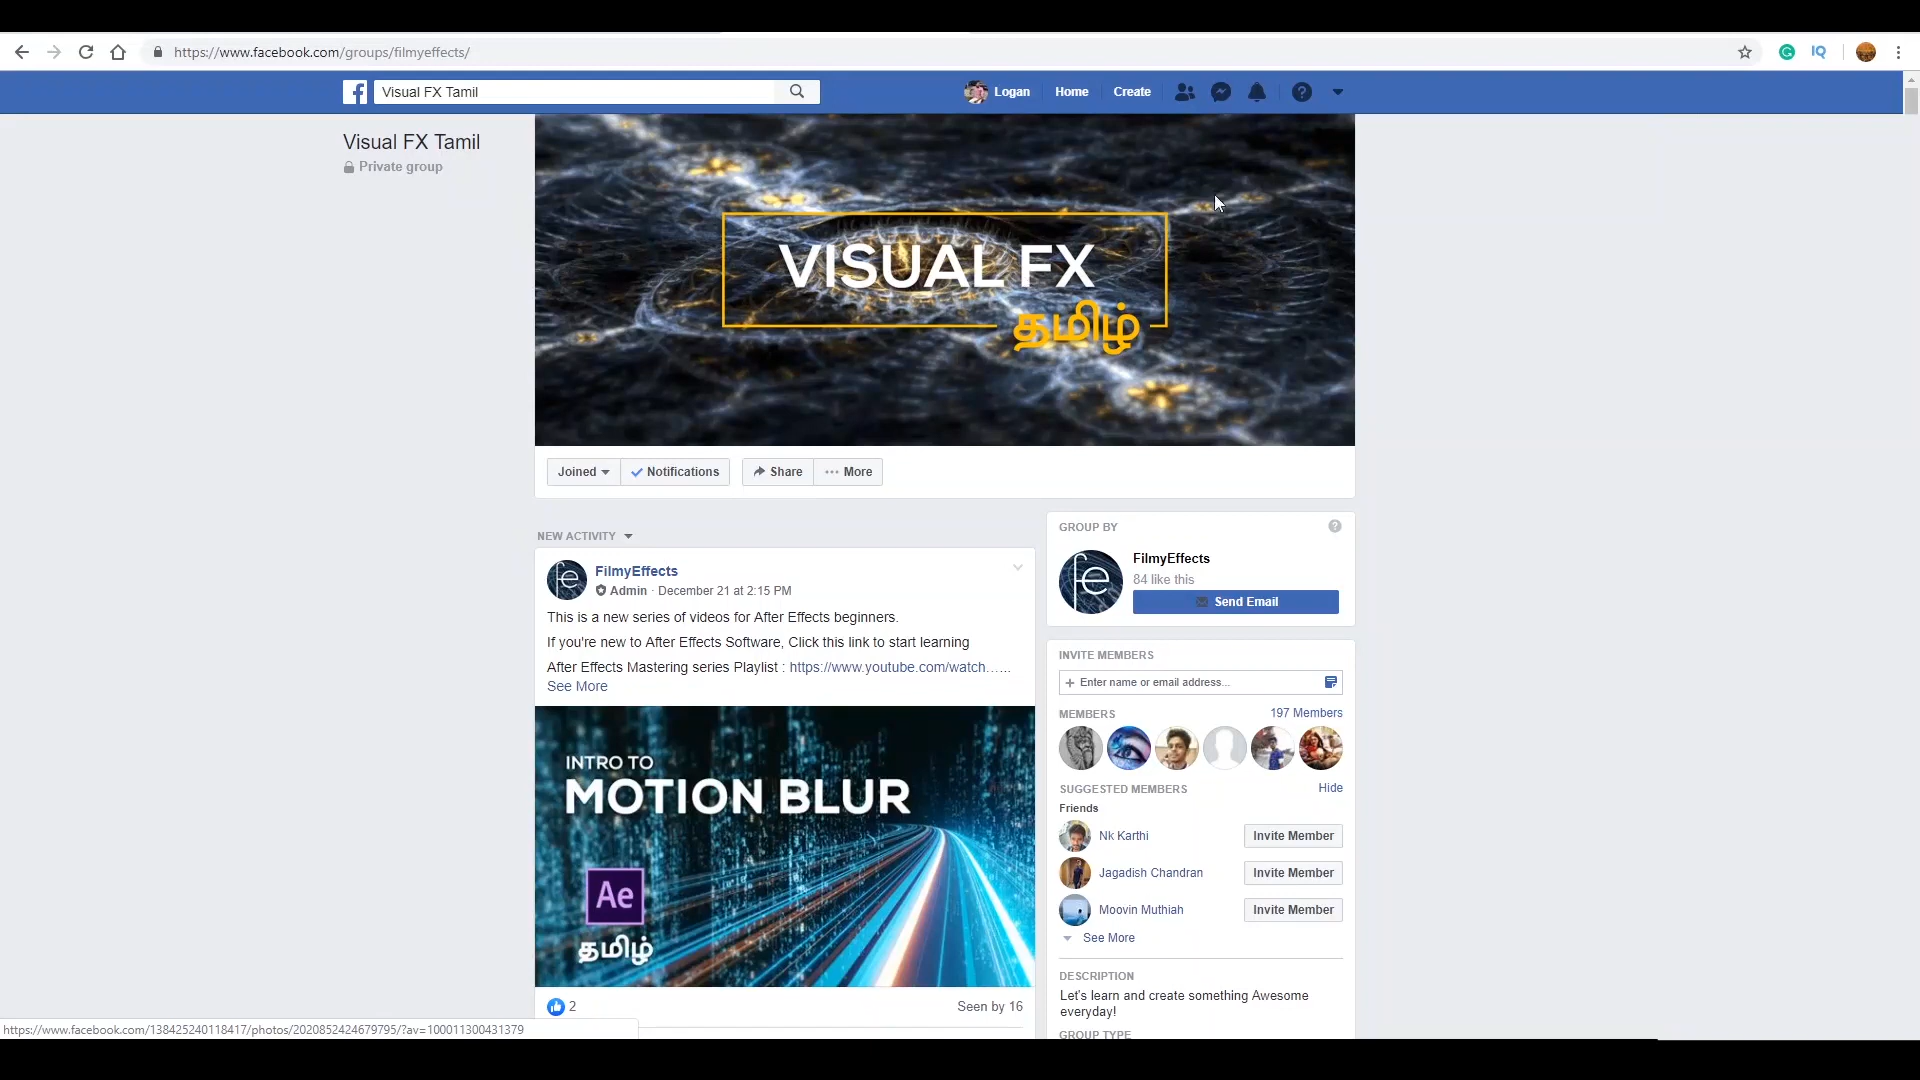 https://www.facebook.com/groups/filmyeffects/
IQ
Visual FX Tamil
Logan
Home
Create
Visual FX Tamil
Private group
VISUAL FX
தமிழ்
Joined
Notifications
Share
More
NEW ACTIVITY
FilmyEffects
Admin · December 21 at 2:15 PM
This is a new series of videos for After Effects beginners.
If you're new to After Effects Software, Click this link to start learning
After Effects Mastering series Playlist : https://www.youtube.com/watch…...
See More
INTRO TO
MOTION BLUR
Ae
தமிழ்
2
Seen by 16
GROUP BY
fe
FilmyEffects
84 like this
Send Email
INVITE MEMBERS
+ Enter name or email address...
MEMBERS
197 Members
SUGGESTED MEMBERS
Hide
Friends
Nk Karthi
Invite Member
Jagadish Chandran
Invite Member
Moovin Muthiah
Invite Member
See More
DESCRIPTION
Let's learn and create something Awesome
everyday!
GROUP TYPE
https://www.facebook.com/138425240118417/photos/2020852424679795/?av=100011300431379